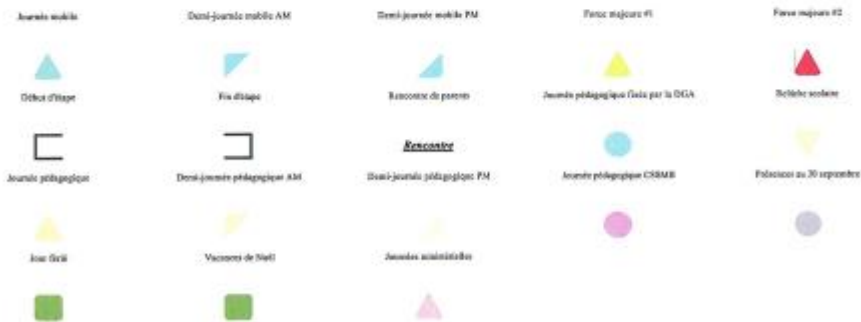 Journée mobile Demi-journée mobile AM Demi-journée mobile PM Force majeure #1 Force majeure #2
Début d'étape Fin d'étape Rencontre de parents Journée pédagogique fixée par la DGA Relâche scolaire
Rencontre
Journée pédagogique Demi-journée pédagogique AM Demi-journée pédagogique PM Journée pédagogique CSSMB Présences au 30 septembre
Jour férié Vacances de Noël Journées ministérielles